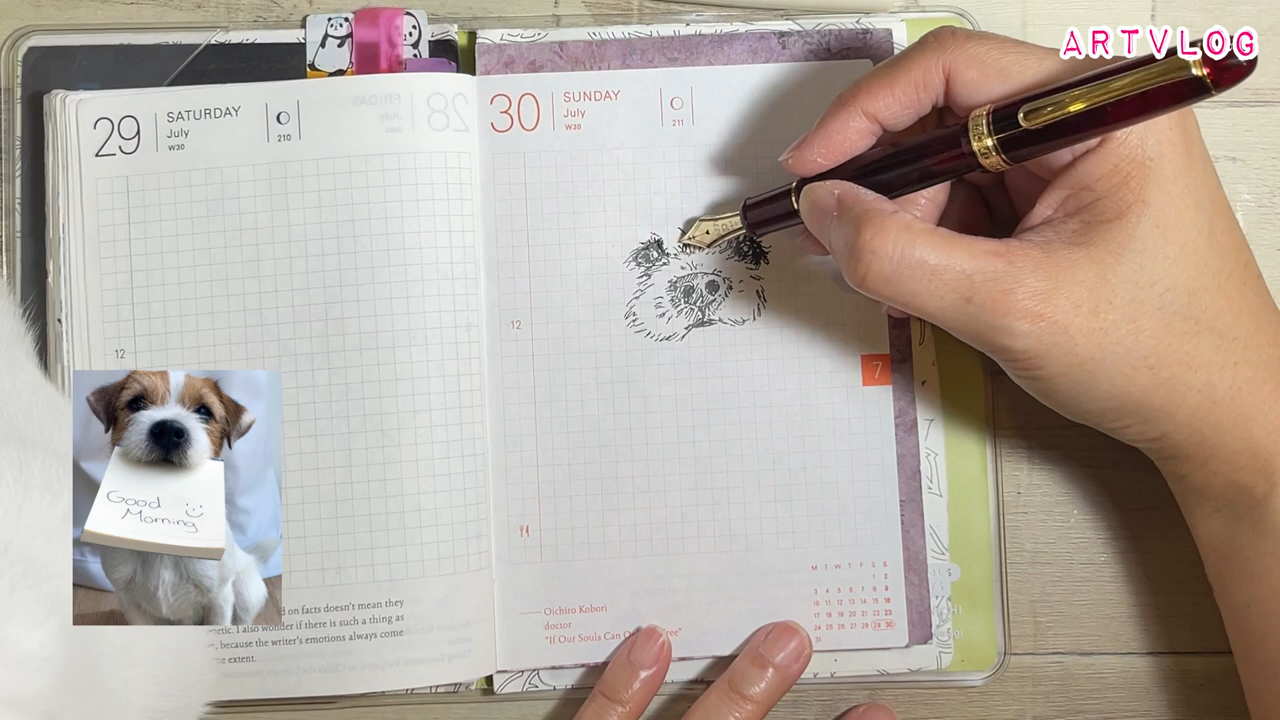 ARTVLOG
29
SATURDAY
July
W30
210
30
SUNDAY
July
W30
211
FRIDAY
July
28
12
12
7
Good
Morning
on facts doesn't mean they
I also wonder if there is such a thing as
because the writer's emotions always come
extent.
Oichiro Kobori
doctor
"If Our Souls Can
M T W T F S S
1 2
3 4 5 6 7 8 9
10 11 12 13 14 15 16
17 18 19 20 21 22 23
24 25 26 27 28 29 30
31